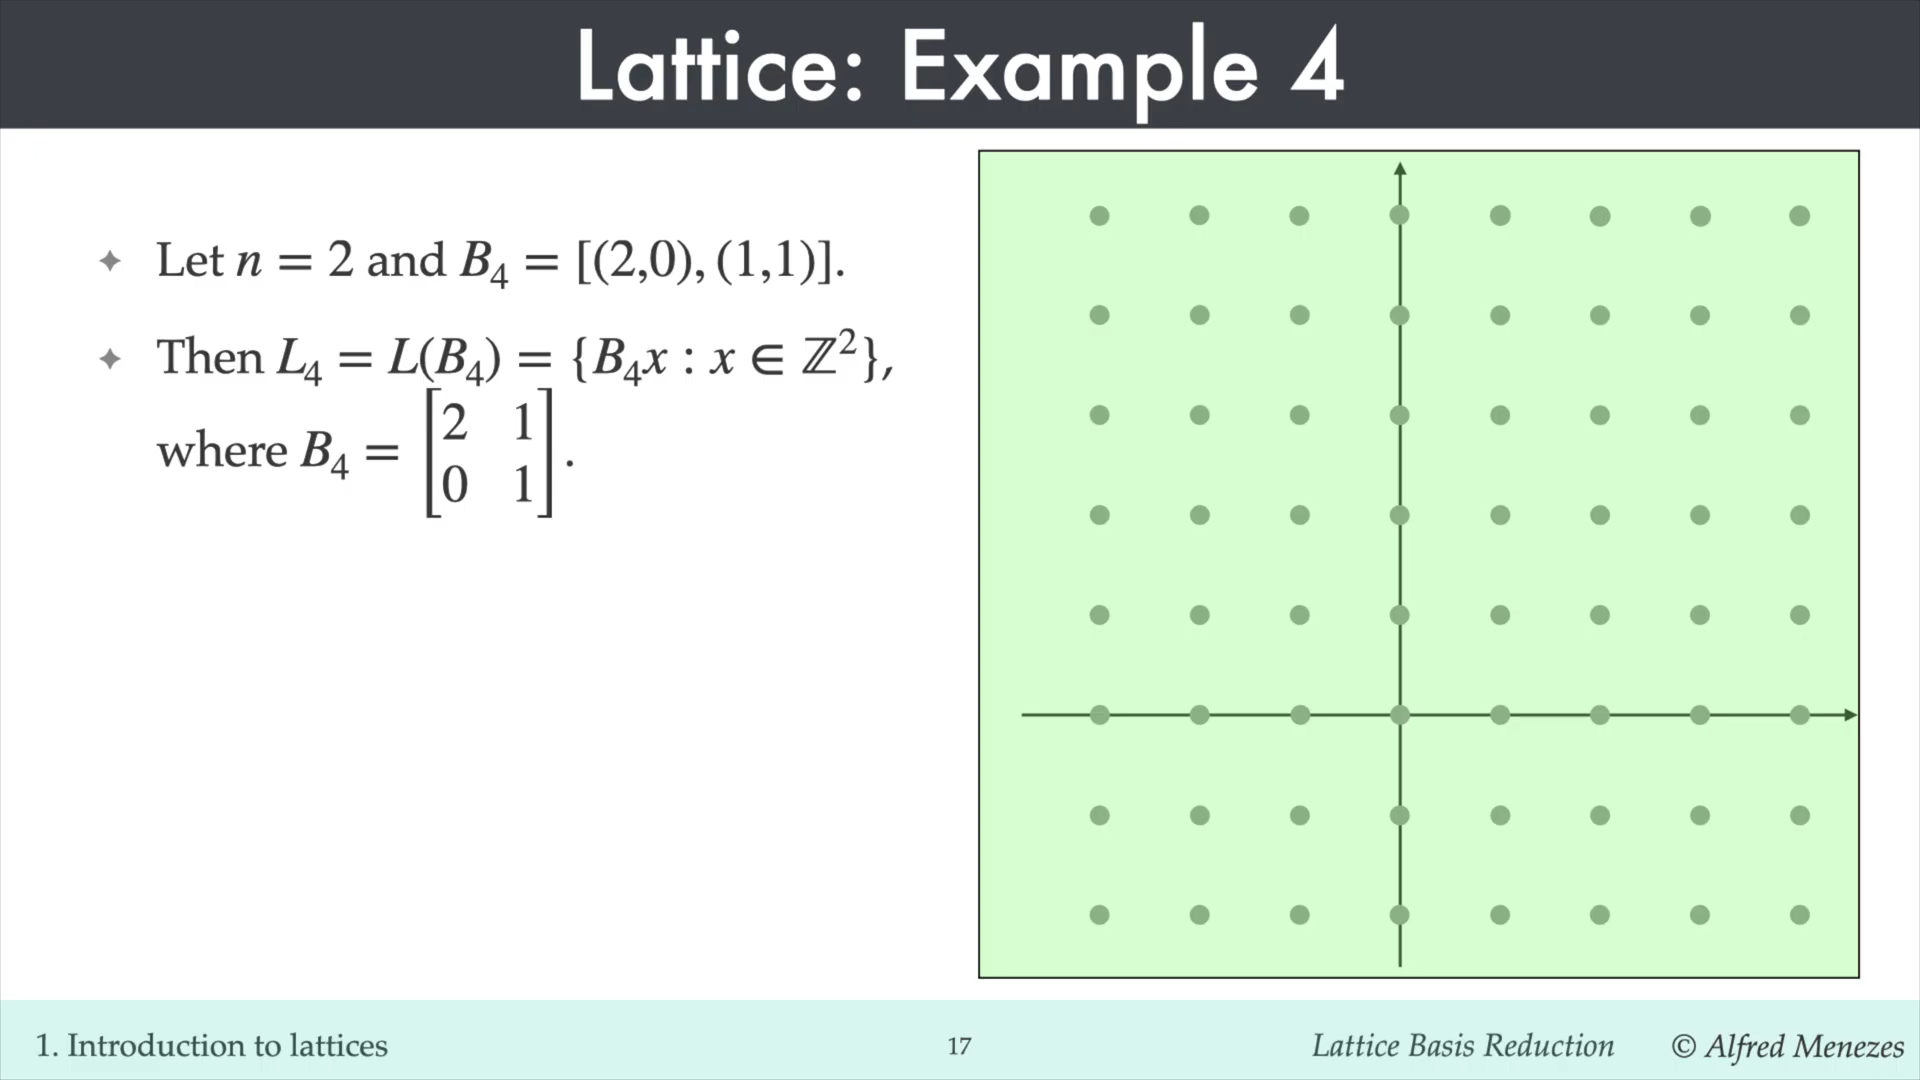 Lattice: Example 4
✦ Let n = 2 and B₄ = [(2,0), (1,1)].
✦ Then L₄ = L(B₄) = {B₄x : x ∈ ℤ²},
where B₄ = [2 1
0 1].
1. Introduction to lattices 17 Lattice Basis Reduction © Alfred Menezes